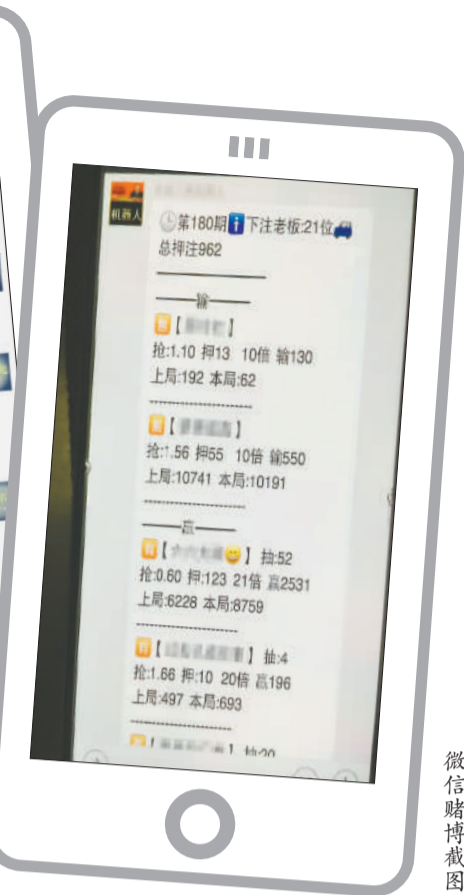 机器人
第180期 下注老板:21位
总押注962
输
【】
抢:1.10 押13 10倍 输130
上局:192 本局:62
【】
抢:1.56 押55 10倍 输550
上局:10741 本局:10191
赢
【】 抽:52
抢:0.60 押:123 21倍 赢2531
上局:6228 本局:8759
【】 抽:4
抢:1.66 押:10 20倍 赢196
上局:497 本局:693
【】 抽:20
微信赌博截图